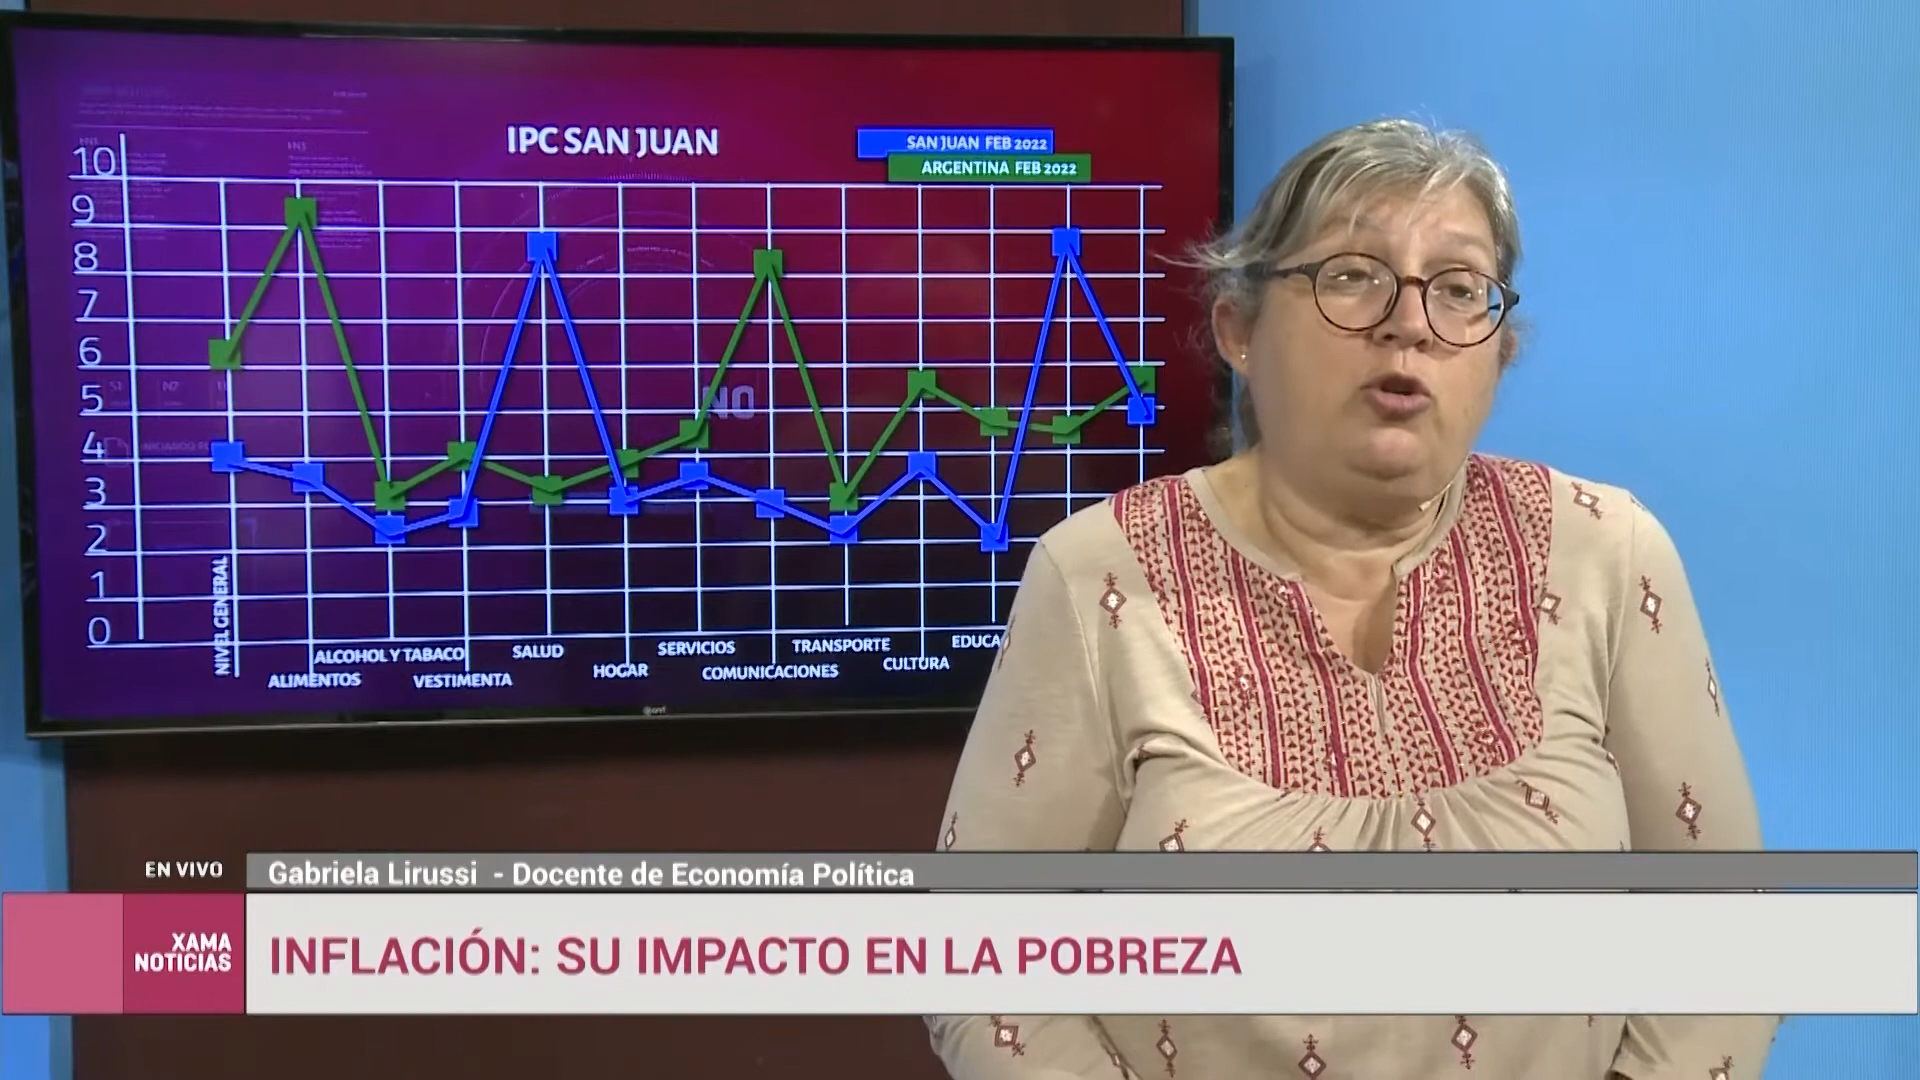 IPC SAN JUAN
SAN JUAN FEB 2022
ARGENTINA FEB 2022
10
9
8
7
6
5
4
3
2
1
0
NO
NIVEL GENERAL
ALIMENTOS
ALCOHOL Y TABACO
VESTIMENTA
SALUD
HOGAR
SERVICIOS
COMUNICACIONES
TRANSPORTE
CULTURA
EDUCA
EN VIVO
Gabriela Lirussi - Docente de Economía Política
XAMA
NOTICIAS
INFLACIÓN: SU IMPACTO EN LA POBREZA